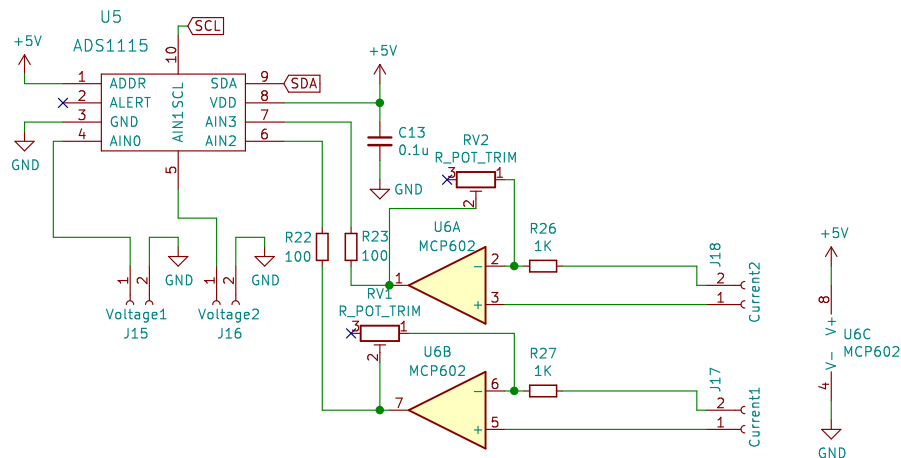 U5
ADS1115
SCL
+5V
10
1
ADDR
SDA
9
SDA
2
ALERT
VDD
8
3
GND
AIN3
7
4
AIN0
AIN2
6
AIN1
SCL
5
GND
+5V
C13
0.1u
GND
RV2
R_POT_TRIM
3
1
2
R22
100
R23
100
U6A
MCP602
1
2
-
3
+
R26
1K
J18
2
1
Current2
GND
GND
1
2
1
2
Voltage1
J15
Voltage2
J16
RV1
R_POT_TRIM
3
1
2
U6B
MCP602
7
6
-
5
+
R27
1K
J17
2
1
Current1
+5V
8
V+
U6C
MCP602
V-
4
GND